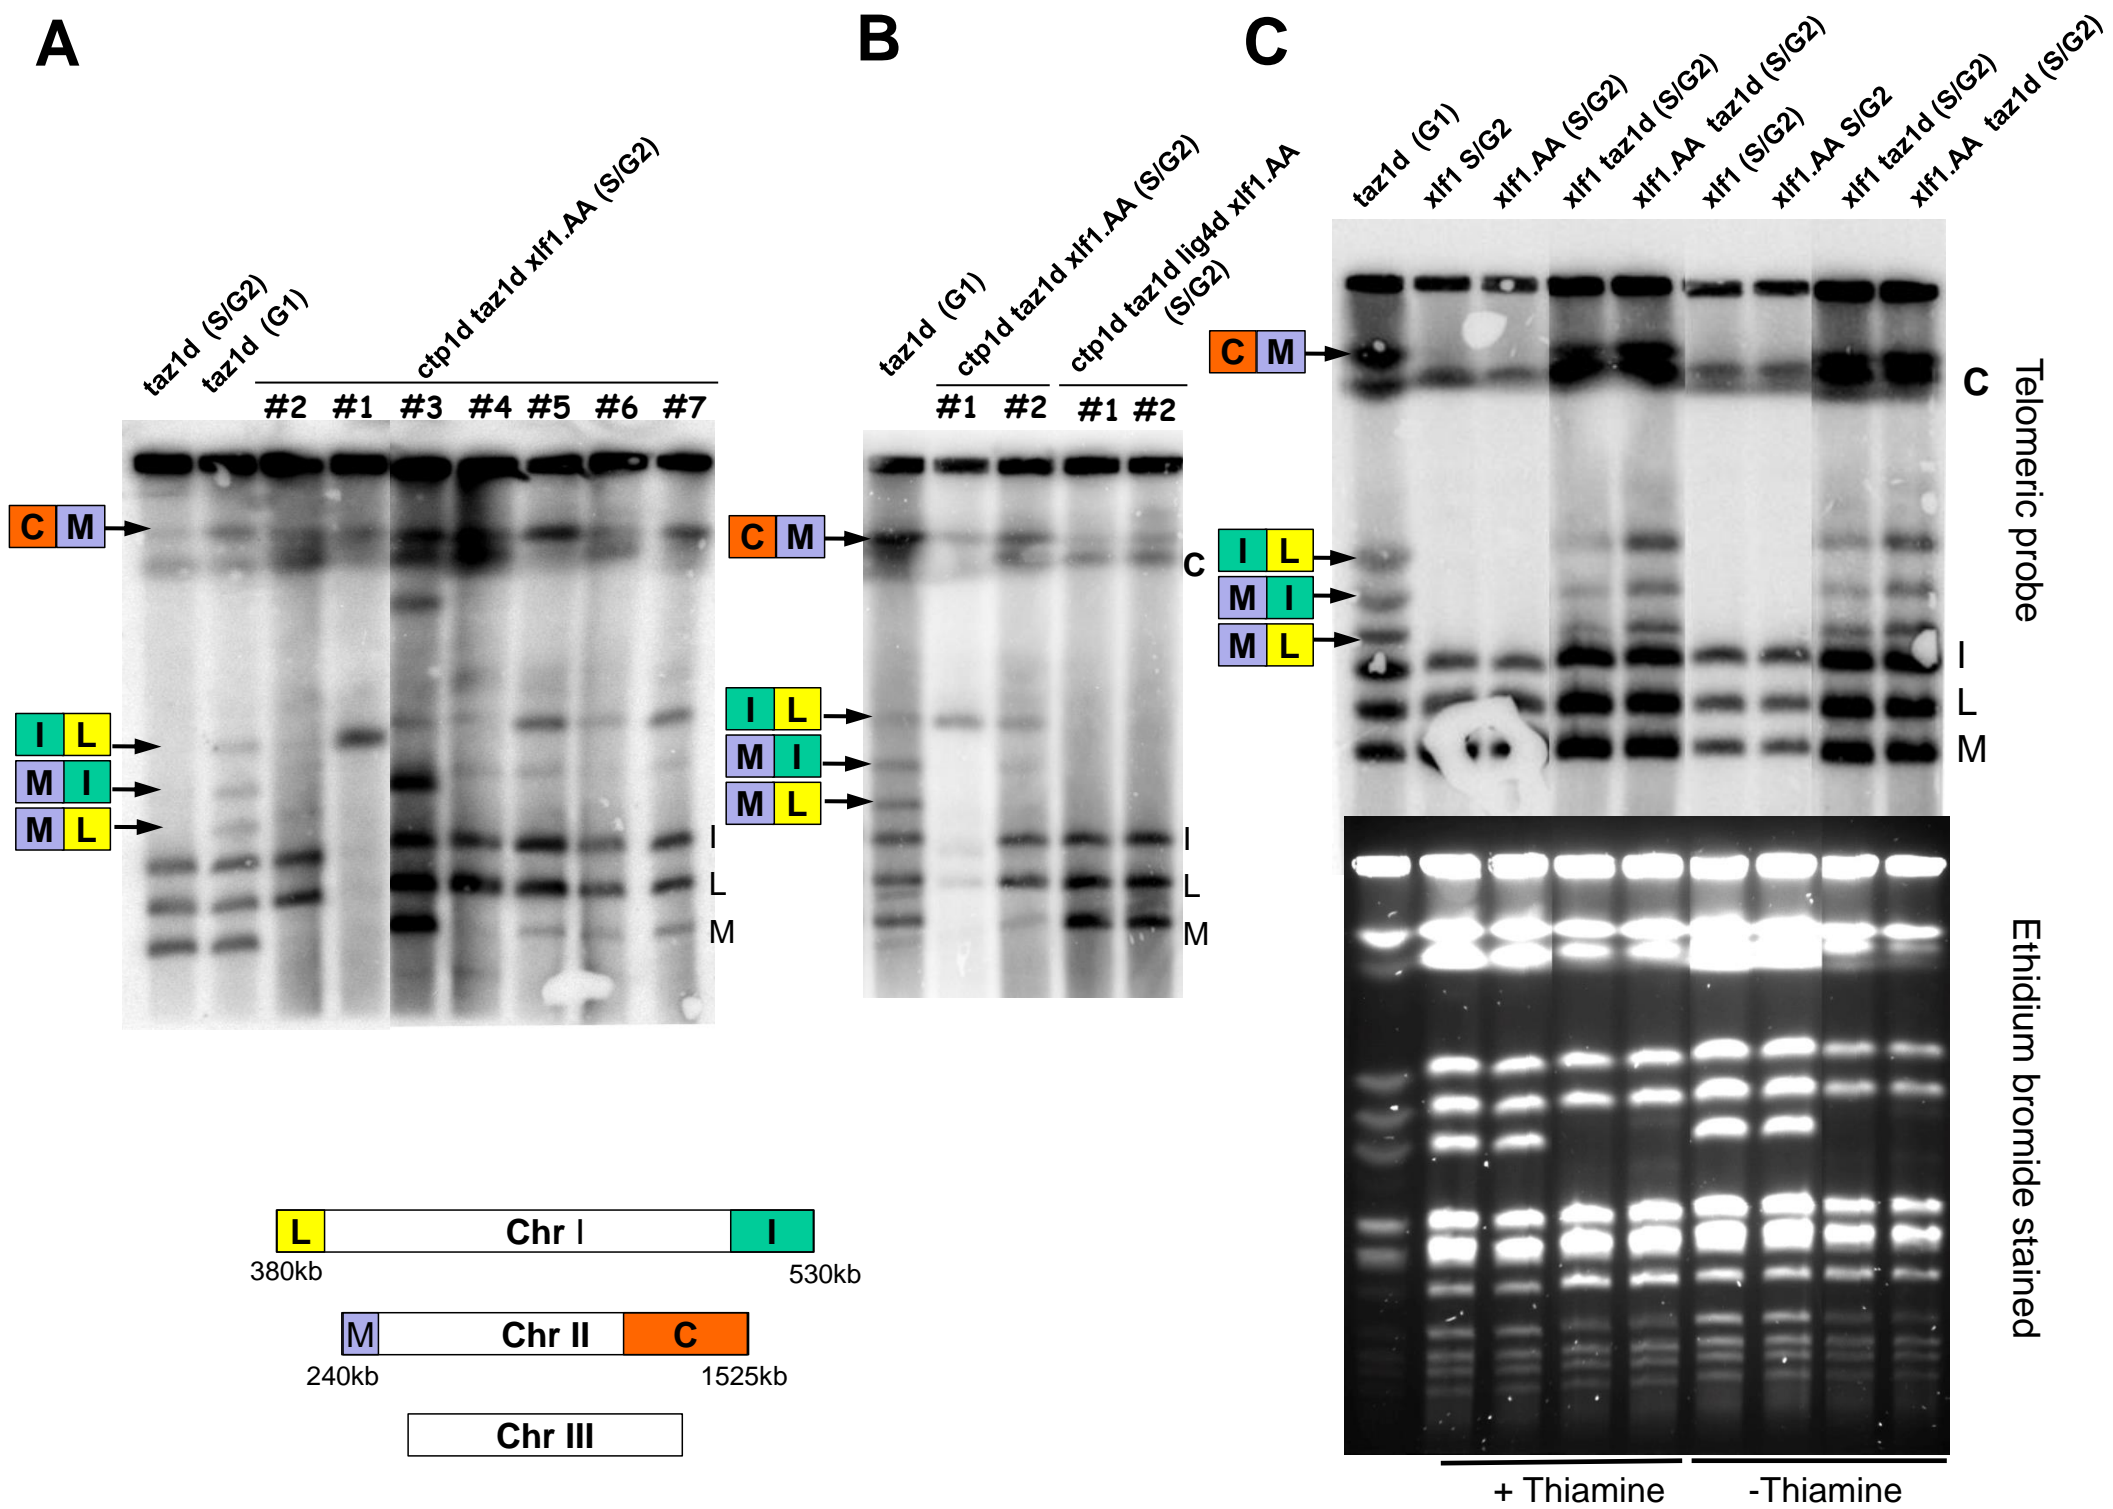 A
taz1d (S/G2)
taz1d (G1)
ctp1d taz1d xlf1.AA (S/G2)
#2 #1 #3 #4 #5 #6 #7
C M
I L
M I
M L
I
L
M
B
taz1d (G1)
ctp1d taz1d xlf1.AA (S/G2)
ctp1d taz1d lig4d xlf1.AA
(S/G2)
#1 #2 #1 #2
C M
C
I L
M I
M L
I
L
M
C
taz1d (G1)
xlf1 S/G2
xlf1.AA (S/G2)
xlf1 taz1d (S/G2)
xlf1.AA taz1d (S/G2)
xlf1 (S/G2)
xlf1.AA S/G2
xlf1 taz1d (S/G2)
xlf1.AA taz1d (S/G2)
C M
C
I L
M I
M L
I
L
M
Telomeric probe
Ethidium bromide stained
+ Thiamine -Thiamine
L Chr I I
380kb 530kb
M Chr II C
240kb 1525kb
Chr III